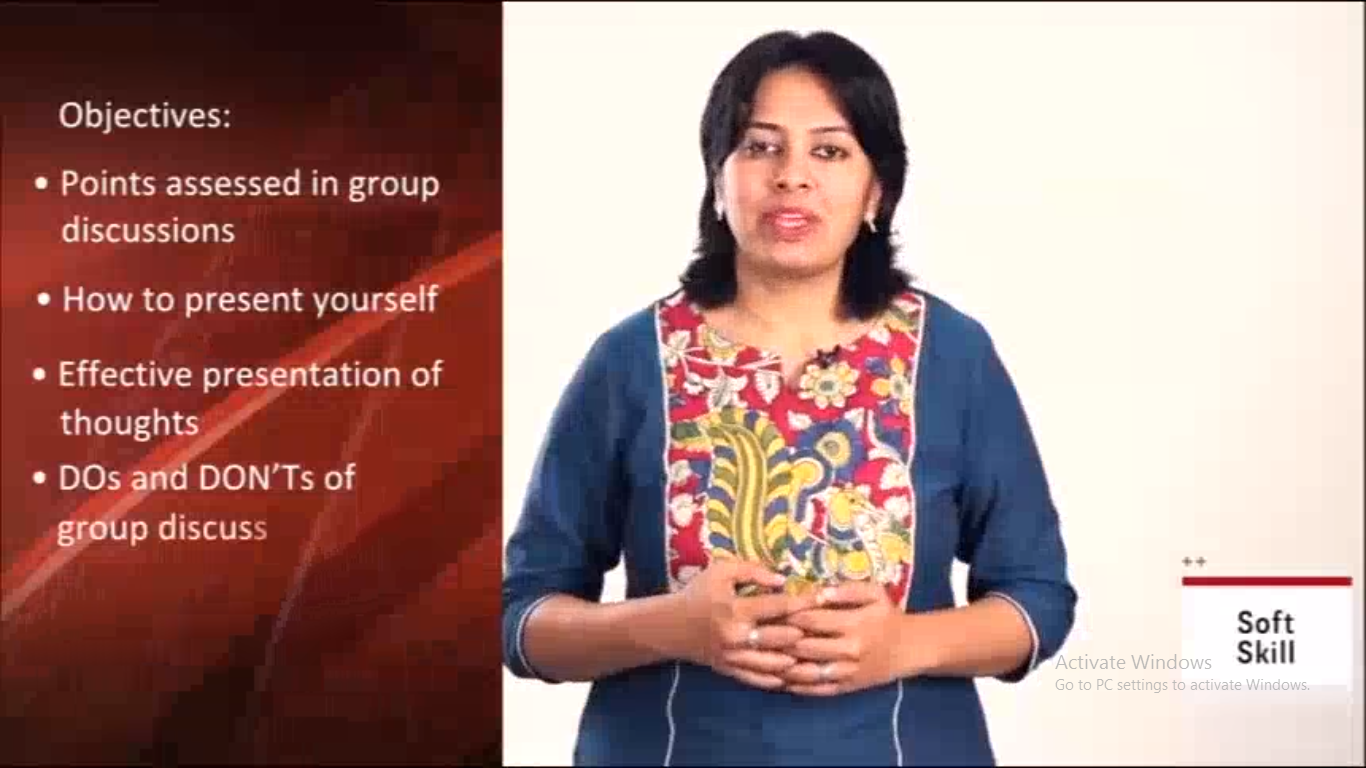 Objectives:
• Points assessed in group
discussions
• How to present yourself
• Effective presentation of
thoughts
• DOs and DON’Ts of
group discuss
++
Soft
Skill
Activate Windows
Go to PC settings to activate Windows.